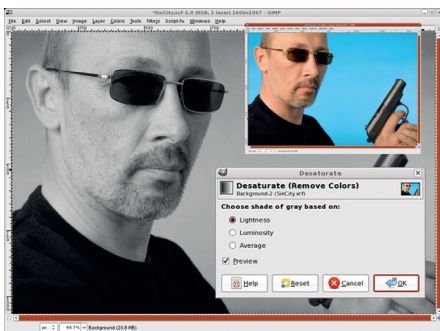 *SinCity.xcf-1.0 (RGB, 1 layer) 1600x2067 – GIMP
File Edit Select View Image Layer Colors Tools Filters Script-Fu Windows Help
Desaturate
Desaturate (Remove Colors)
Background-2 (SinCity.xcf)
Choose shade of gray based on:
Lightness
Luminosity
Average
Preview
Help Reset Cancel OK
px 66.7% Background (20.8 MB)